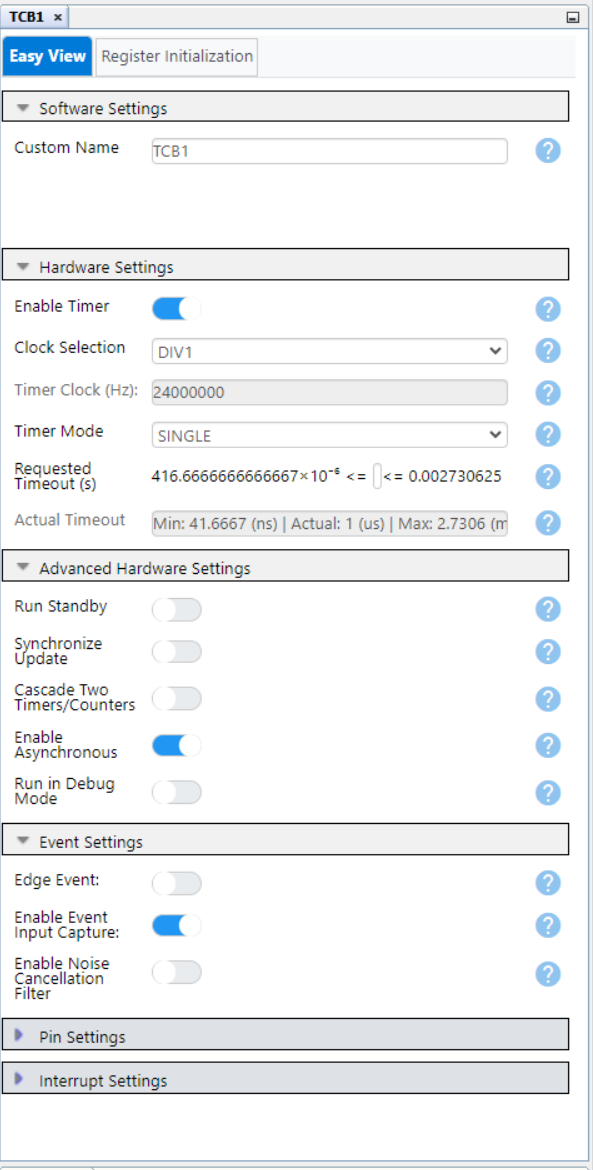 TCB1 ×
Easy View Register Initialization
Software Settings
Custom Name TCB1 ?
Hardware Settings
Enable Timer ?
Clock Selection DIV1 ?
Timer Clock (Hz): 24000000 ?
Timer Mode SINGLE ?
Requested
Timeout (s) 416.6666666666667×10⁻⁶ <= <= 0.002730625 ?
Actual Timeout Min: 41.6667 (ns) | Actual: 1 (us) | Max: 2.7306 (m ?
Advanced Hardware Settings
Run Standby ?
Synchronize
Update ?
Cascade Two
Timers/Counters ?
Enable
Asynchronous ?
Run in Debug
Mode ?
Event Settings
Edge Event: ?
Enable Event
Input Capture: ?
Enable Noise
Cancellation
Filter ?
Pin Settings
Interrupt Settings